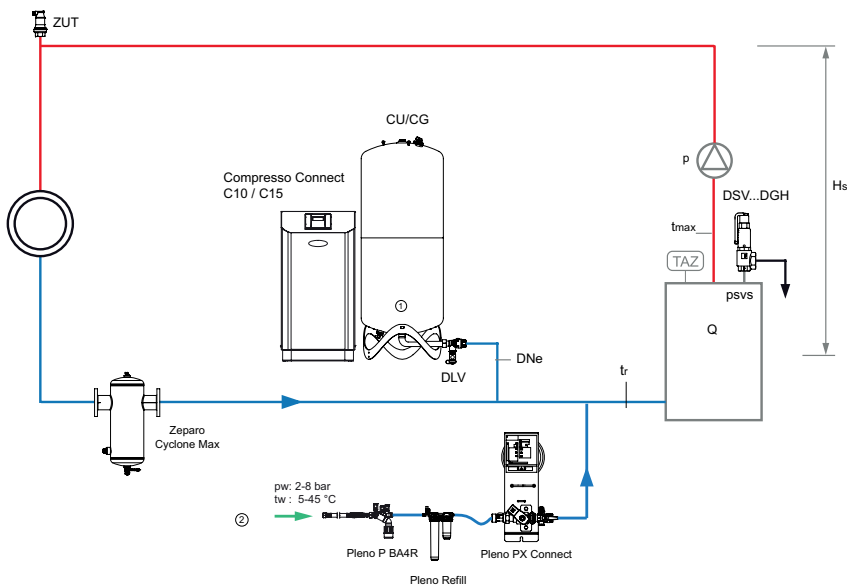 ZUT
CU/CG
Compresso Connect
C10 / C15
p
Hs
DSV...DGH
tmax
TAZ
psvs
Q
①
DNe
DLV
tr
Zeparo
Cyclone Max
pw: 2-8 bar
tw : 5-45 °C
②
Pleno P BA4R
Pleno PX Connect
Pleno Refill